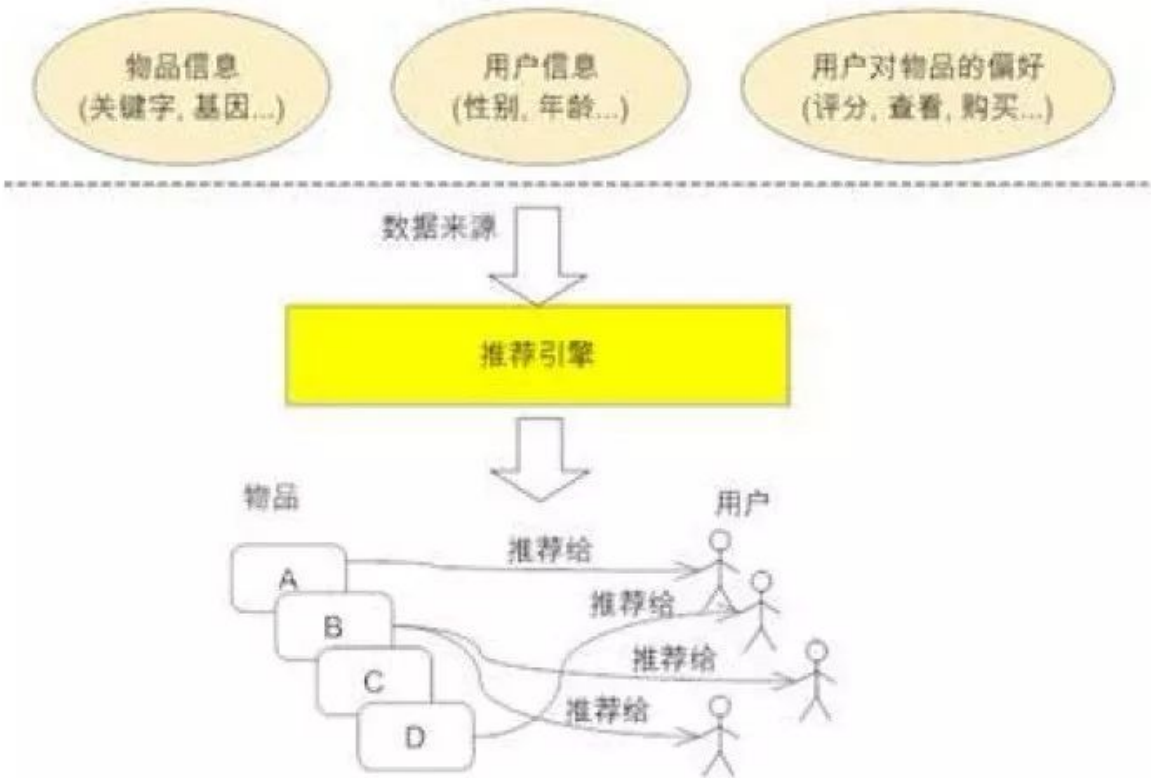 物品信息
(关键字, 基因...)
用户信息
(性别, 年龄...)
用户对物品的偏好
(评分, 查看, 购买...)
数据来源
推荐引擎
物品
用户
推荐给
A
推荐给
B
推荐给
C
推荐给
D